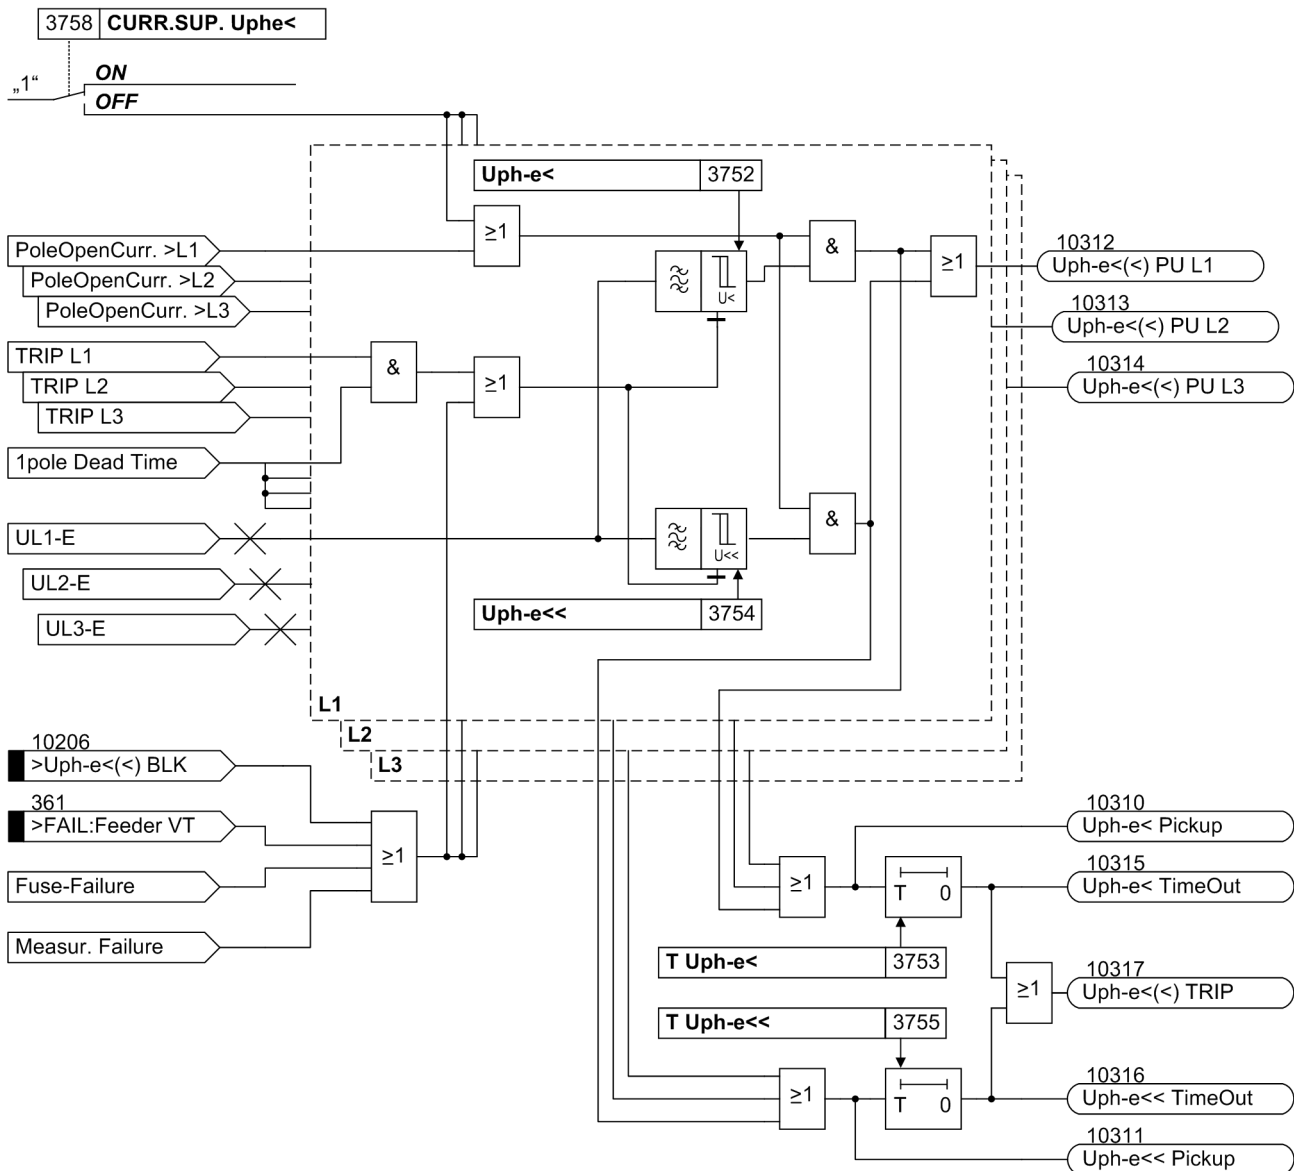 3758 CURR.SUP. Uphe<
„1“
ON
OFF
Uph-e< 3752
≥1
&
PoleOpenCurr. >L1
PoleOpenCurr. >L2
PoleOpenCurr. >L3
U<
≥1
10312
Uph-e<(<) PU L1
10313
Uph-e<(<) PU L2
10314
Uph-e<(<) PU L3
TRIP L1
TRIP L2
TRIP L3
&
≥1
1pole Dead Time
UL1-E
UL2-E
UL3-E
U<<
&
Uph-e<< 3754
L1
L2
L3
10206
>Uph-e<(<) BLK
361
>FAIL:Feeder VT
Fuse-Failure
Measur. Failure
≥1
≥1
T 0
10310
Uph-e< Pickup
10315
Uph-e< TimeOut
T Uph-e< 3753
≥1
10317
Uph-e<(<) TRIP
T Uph-e<< 3755
≥1
T 0
10316
Uph-e<< TimeOut
10311
Uph-e<< Pickup